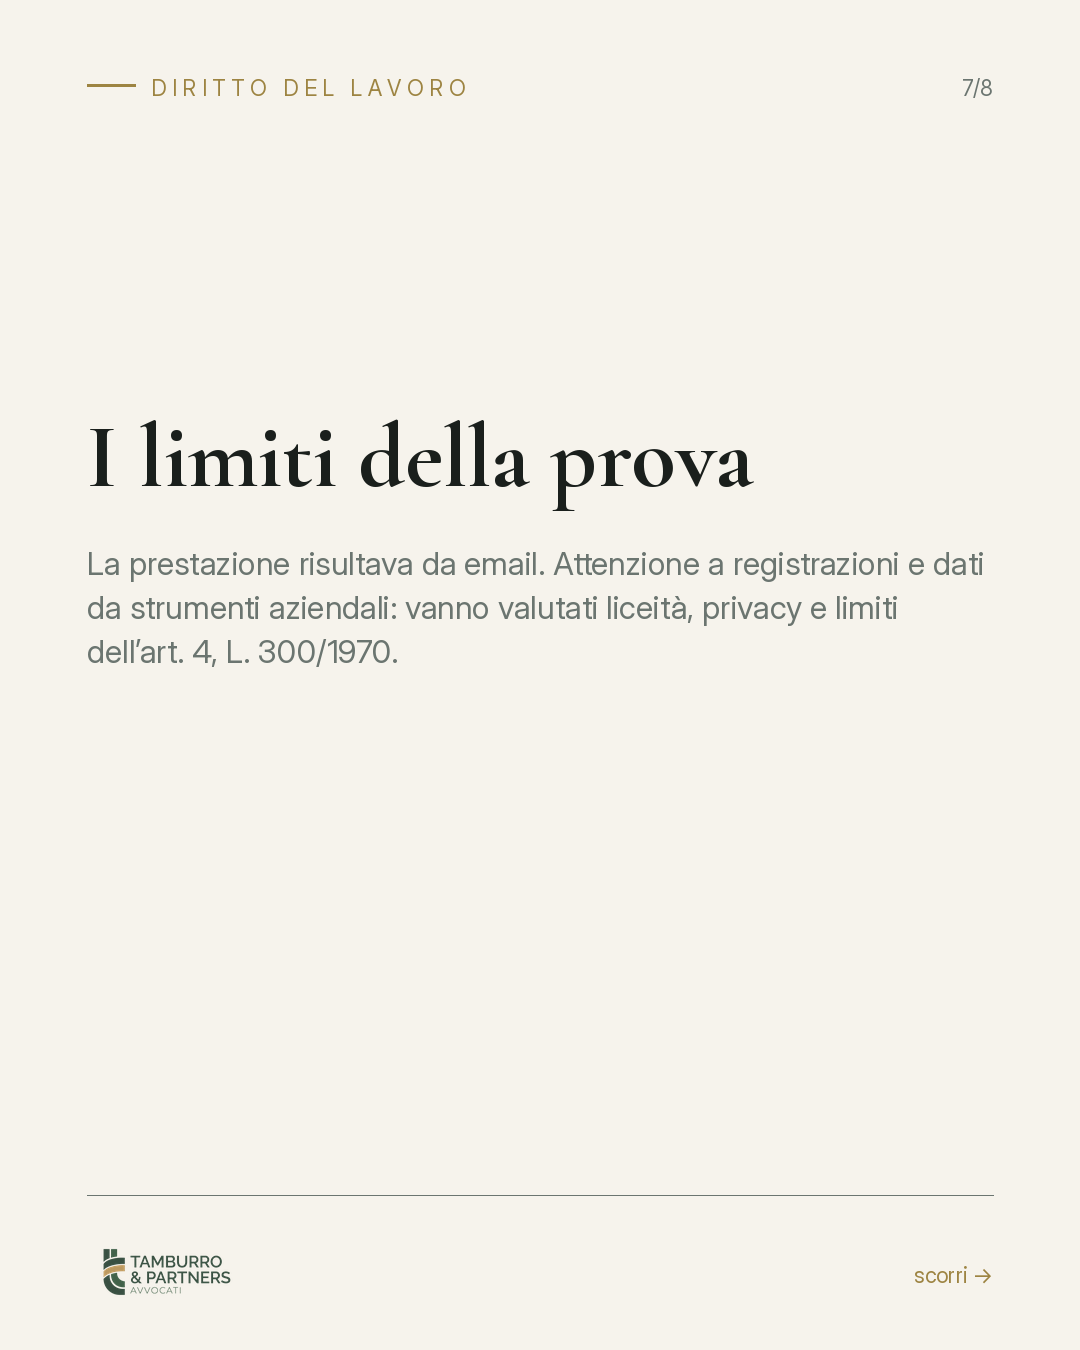 DIRITTO DEL LAVORO
7/8
I limiti della prova
La prestazione risultava da email. Attenzione a registrazioni e dati
da strumenti aziendali: vanno valutati liceità, privacy e limiti
dell’art. 4, L. 300/1970.
TAMBURRO
& PARTNERS
AVVOCATI
scorri →